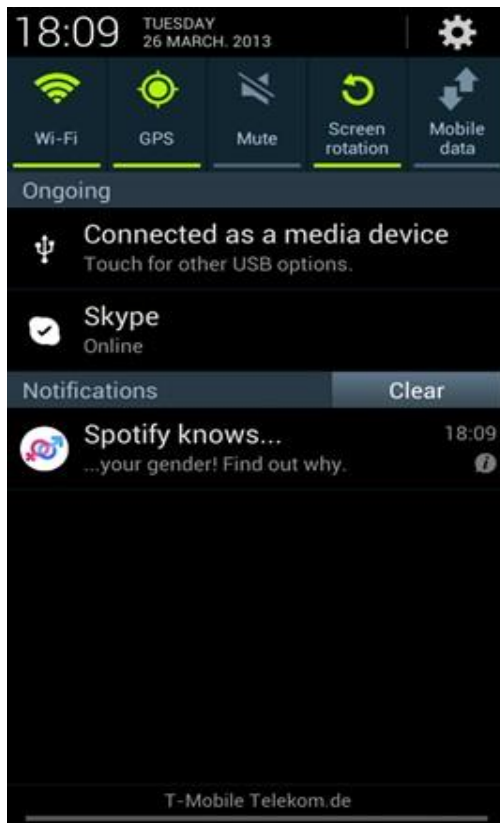 18:09 TUESDAY
26 MARCH. 2013
Wi-Fi GPS Mute Screen rotation Mobile data
Ongoing
Connected as a media device
Touch for other USB options.
Skype
Online
Notifications Clear
Spotify knows... 18:09
...your gender! Find out why.
T-Mobile Telekom.de